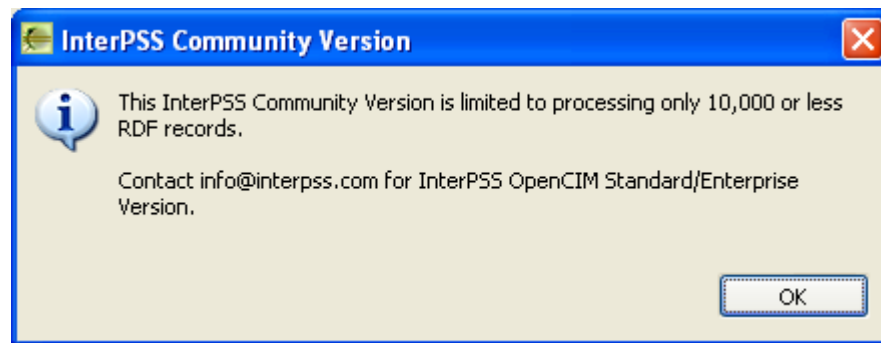 InterPSS Community Version
This InterPSS Community Version is limited to processing only 10,000 or less
RDF records.
Contact info@interpss.com for InterPSS OpenCIM Standard/Enterprise
Version.
OK